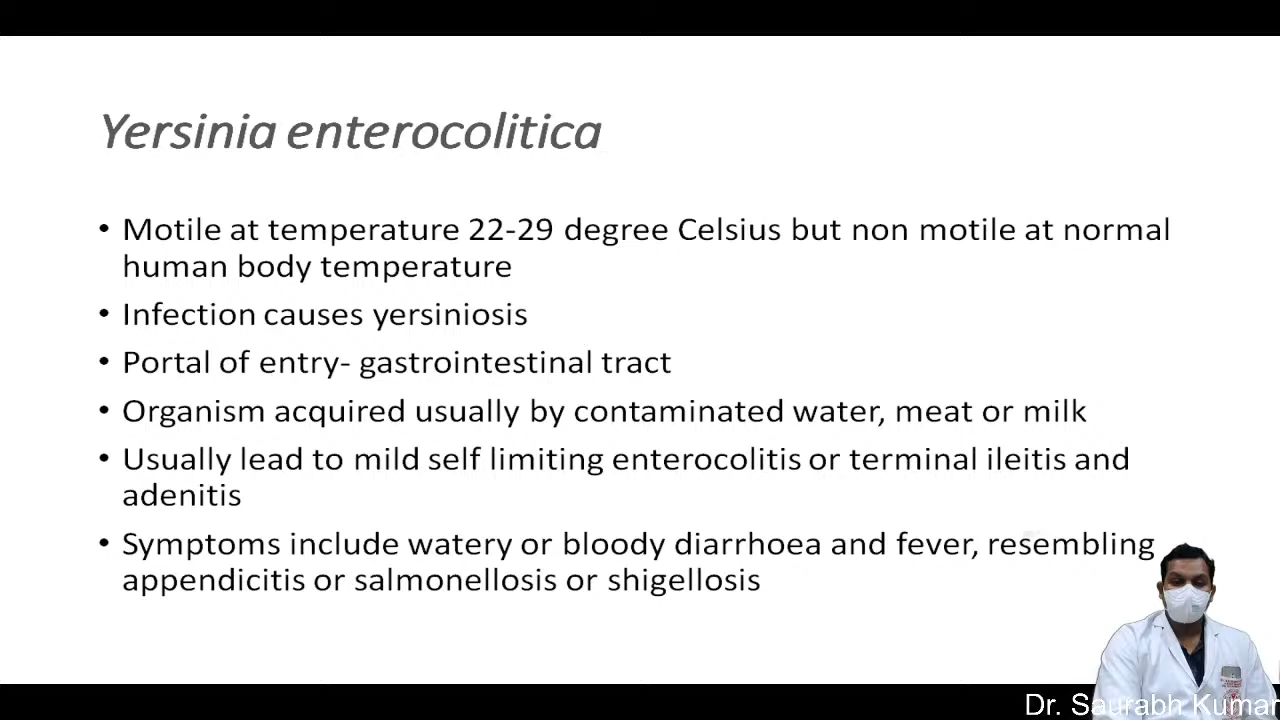 Yersinia enterocolitica
• Motile at temperature 22-29 degree Celsius but non motile at normal
human body temperature
• Infection causes yersiniosis
• Portal of entry- gastrointestinal tract
• Organism acquired usually by contaminated water, meat or milk
• Usually lead to mild self limiting enterocolitis or terminal ileitis and
adenitis
• Symptoms include watery or bloody diarrhoea and fever, resembling
appendicitis or salmonellosis or shigellosis
Dr. Saurabh Kumar